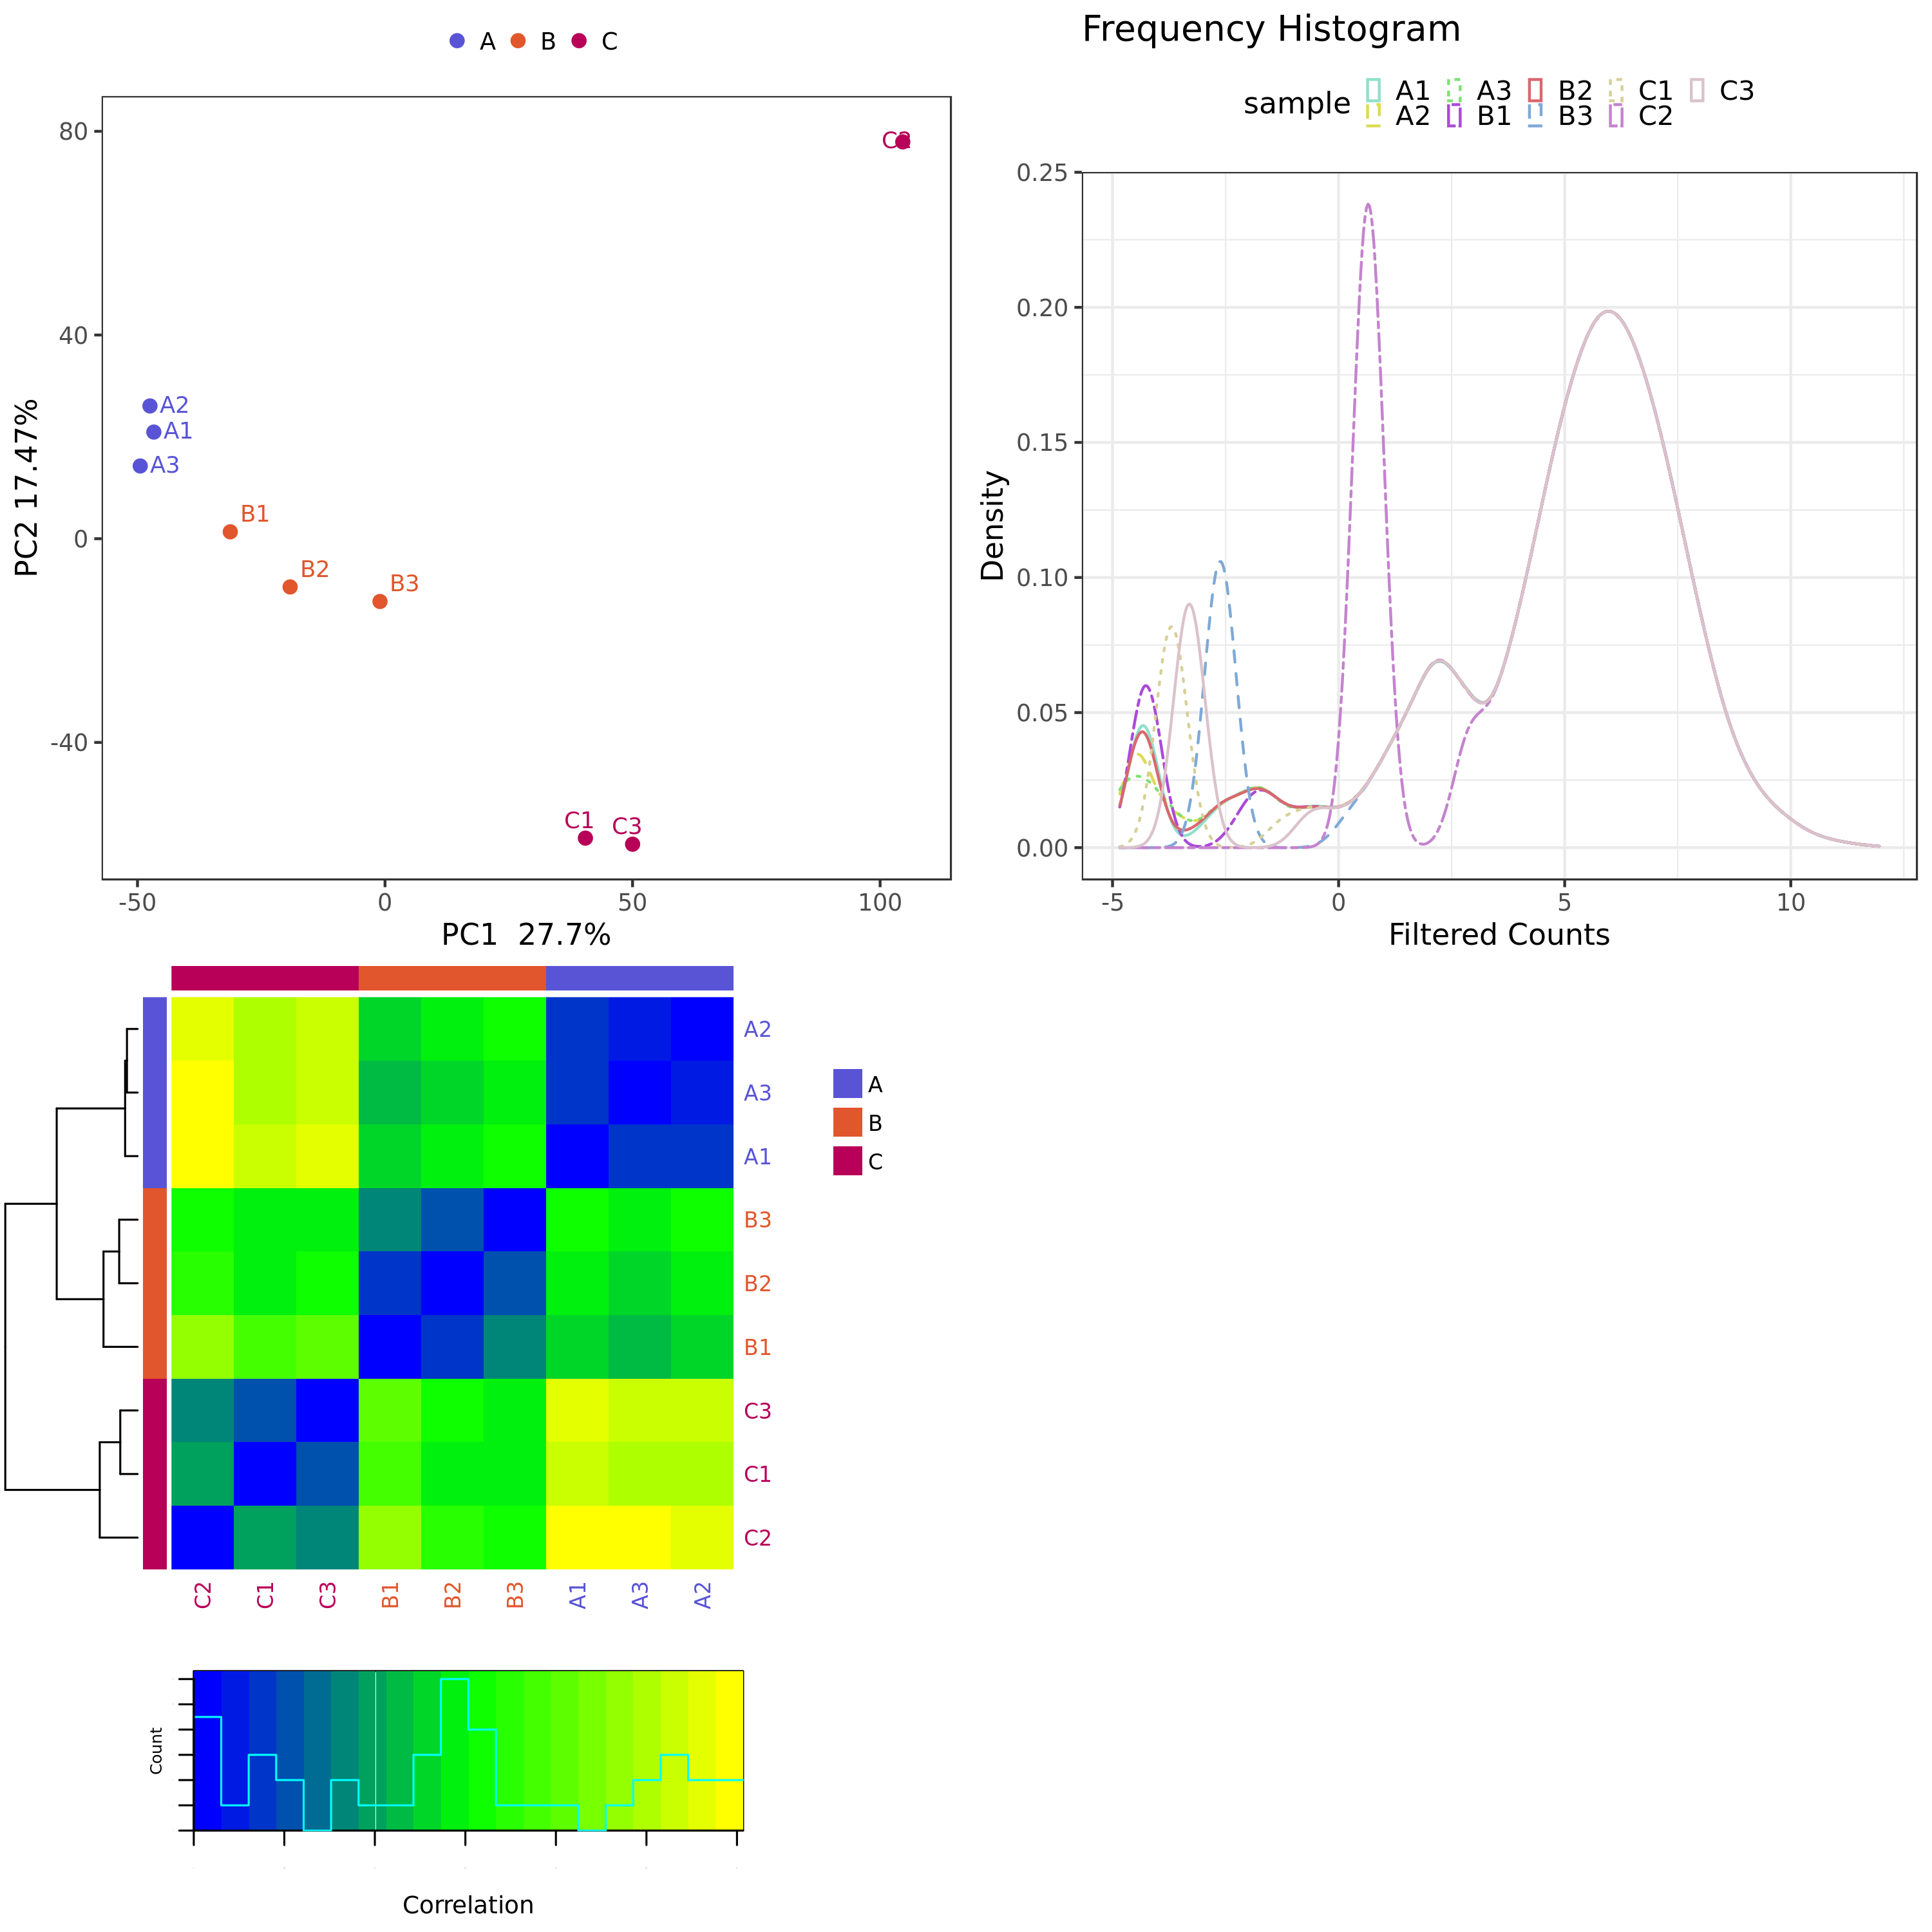 A B C
80
40
0
-40
PC2 17.47%
C2
A2
A1
A3
B1
B2
B3
C1
C3
-50 0 50 100
PC1 27.7%
Frequency Histogram
sample
A1 A3 B2 C1 C3
A2 B1 B3 C2
0.25
0.20
0.15
0.10
0.05
0.00
Density
-5 0 5 10
Filtered Counts
A2
A3
A1
B3
B2
B1
C3
C1
C2
C2 C1 C3 B1 B2 B3 A1 A3 A2
A
B
C
Count
Correlation